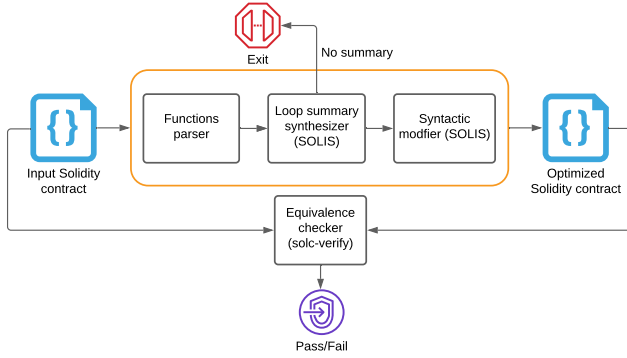 Exit
No summary
{}
Input Solidity
contract
Functions
parser
Loop summary
synthesizer
(SOLIS)
Syntactic
modfier (SOLIS)
{}
Optimized
Solidity contract
Equivalence
checker
(solc-verify)
Pass/Fail